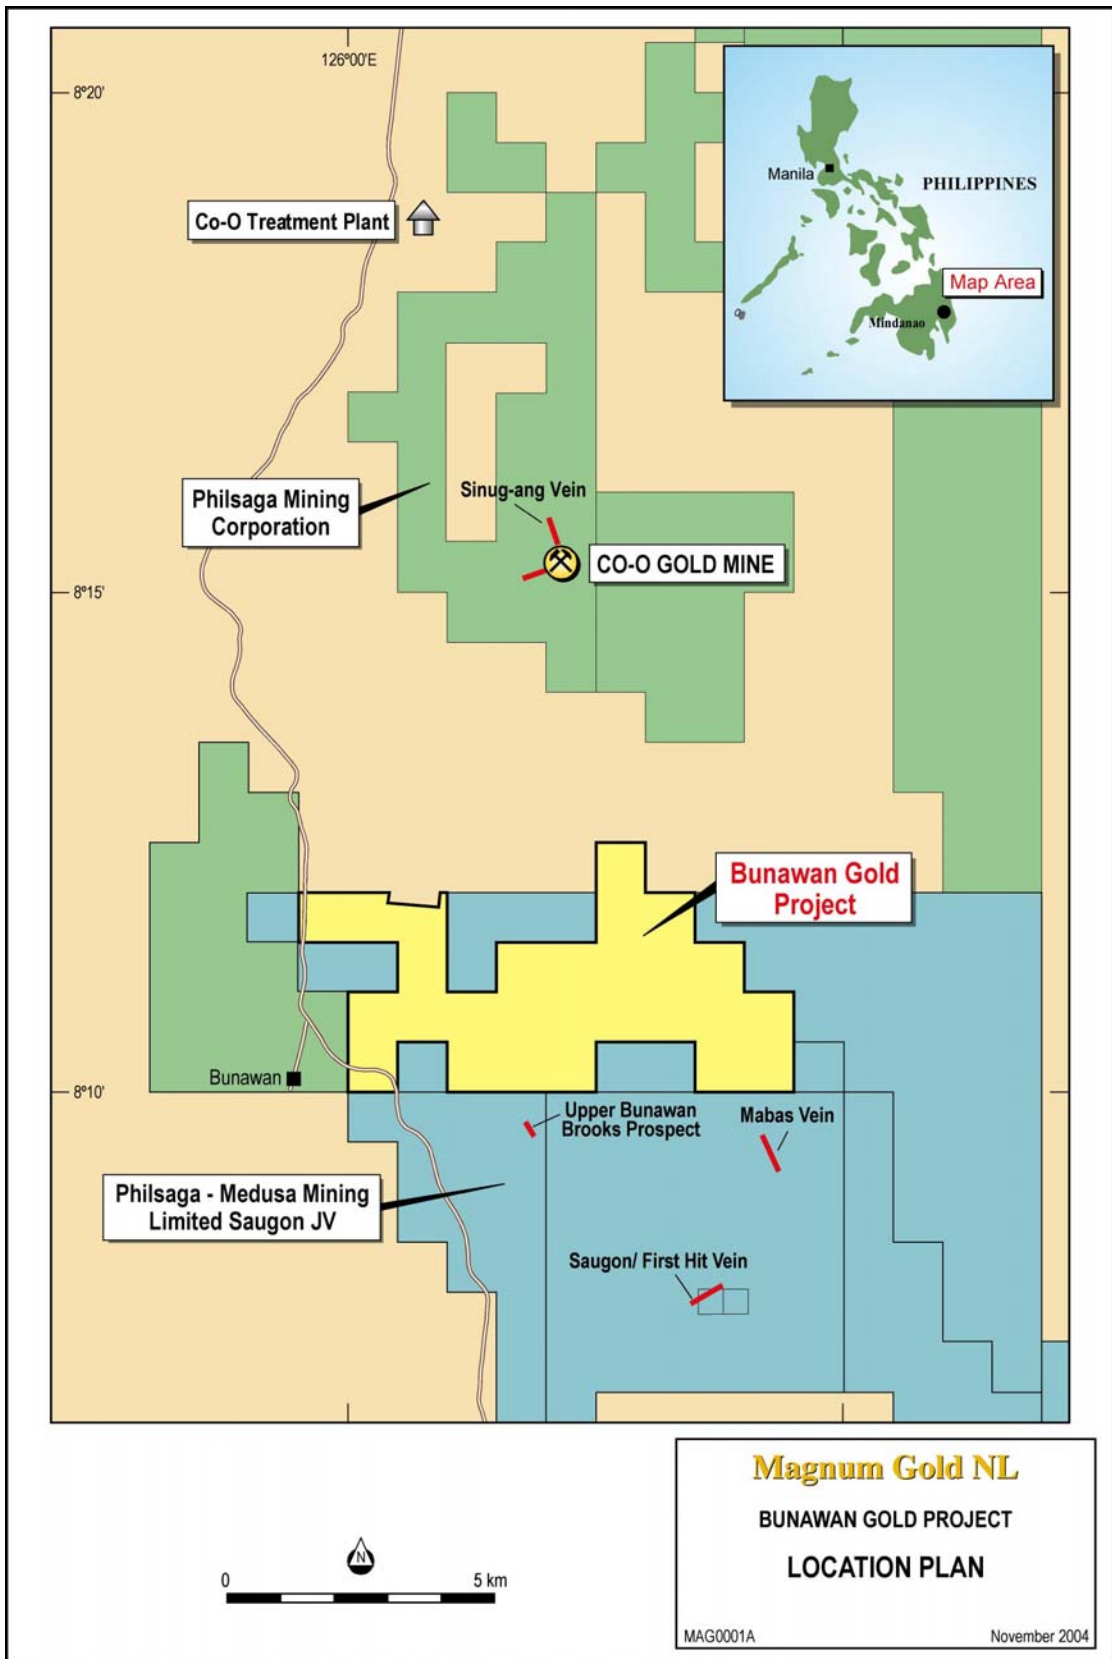 126°00'E
8°20'
Manila
PHILIPPINES
Map Area
Mindanao
Co-O Treatment Plant
Philsaga Mining
Corporation
Sinug-ang Vein
CO-O GOLD MINE
8°15'
Bunawan Gold
Project
Bunawan
8°10'
Upper Bunawan
Brooks Prospect
Mabas Vein
Philsaga - Medusa Mining
Limited Saugon JV
Saugon/ First Hit Vein
N
0 5 km
Magnum Gold NL
BUNAWAN GOLD PROJECT
LOCATION PLAN
MAG0001A November 2004